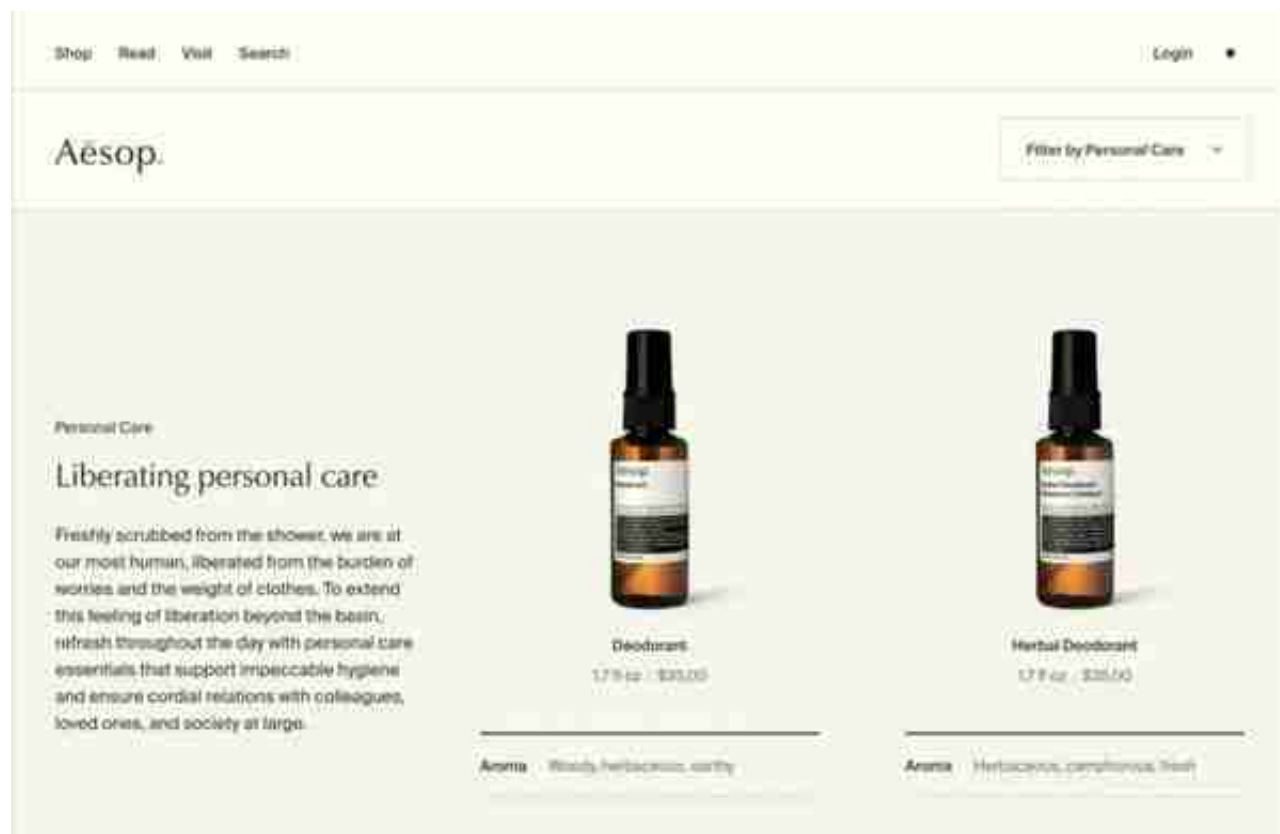 Shop Read Visit Search
Login
Aēsop.
Filter by Personal Care
Personal Care
Liberating personal care
Freshly scrubbed from the shower, we are at
our most human, liberated from the burden of
worries and the weight of clothes. To extend
this feeling of liberation beyond the basin,
refresh throughout the day with personal care
essentials that support impeccable hygiene
and ensure cordial relations with colleagues,
loved ones, and society at large.
Aēsop.
Deodorant
1.7 fl oz / $35.00
Aroma Woody, herbaceous, earthy
Aēsop.
Herbal Deodorant
1.7 fl oz / $35.00
Aroma Herbaceous, camphorous, fresh